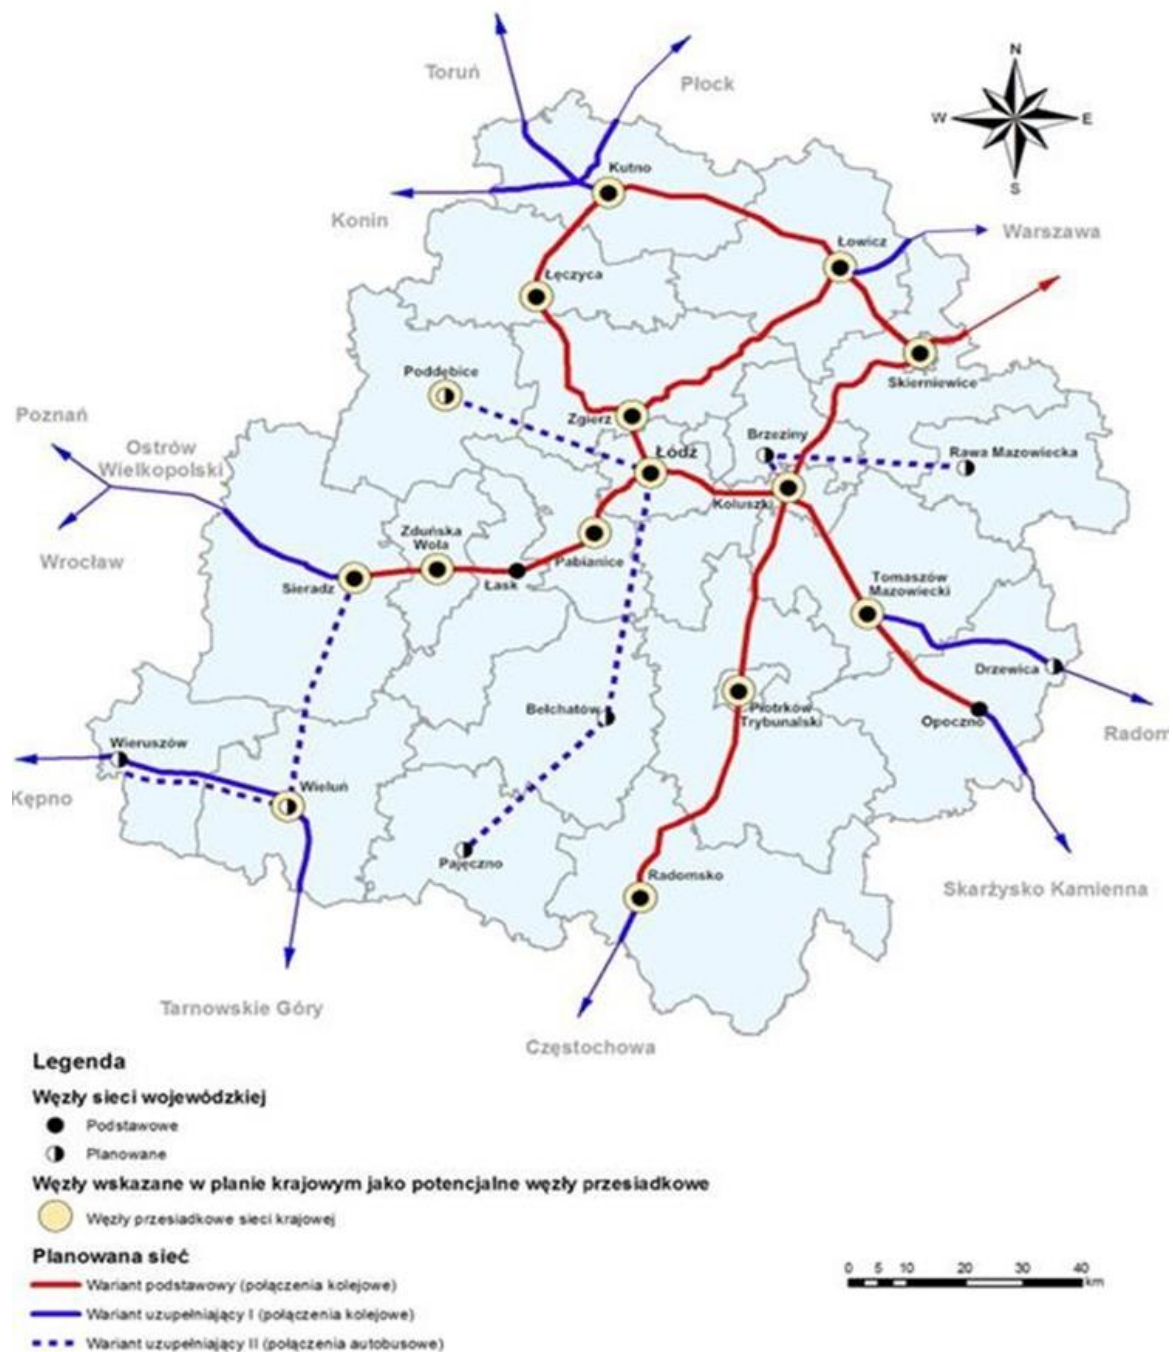 Toruń
Płock
N
W
E
S
Kutno
Konin
Łowicz
Warszawa
Łęczyca
Poddębice
Skierniewice
Poznań
Zgierz
Brzeziny
Ostrów
Wielkopolski
Łódź
Rawa Mazowiecka
Koluszki
Zduńska
Wola
Wrocław
Pabianice
Sieradz
Łask
Tomaszów
Mazowiecki
Drzewica
Bełchatów
Piotrków
Trybunalski
Opoczno
Radom
Wieruszów
Wieluń
Kępno
Pajęczno
Radomsko
Skarżysko Kamienna
Tarnowskie Góry
Częstochowa
Legenda
Węzły sieci wojewódzkiej
Podstawowe
Planowane
Węzły wskazane w planie krajowym jako potencjalne węzły przesiadkowe
Węzły przesiadkowe sieci krajowej
Planowana sieć
Wariant podstawowy (połączenia kolejowe)
Wariant uzupełniający I (połączenia kolejowe)
Wariant uzupełniający II (połączenia autobusowe)
0 5 10 20 30 40
km